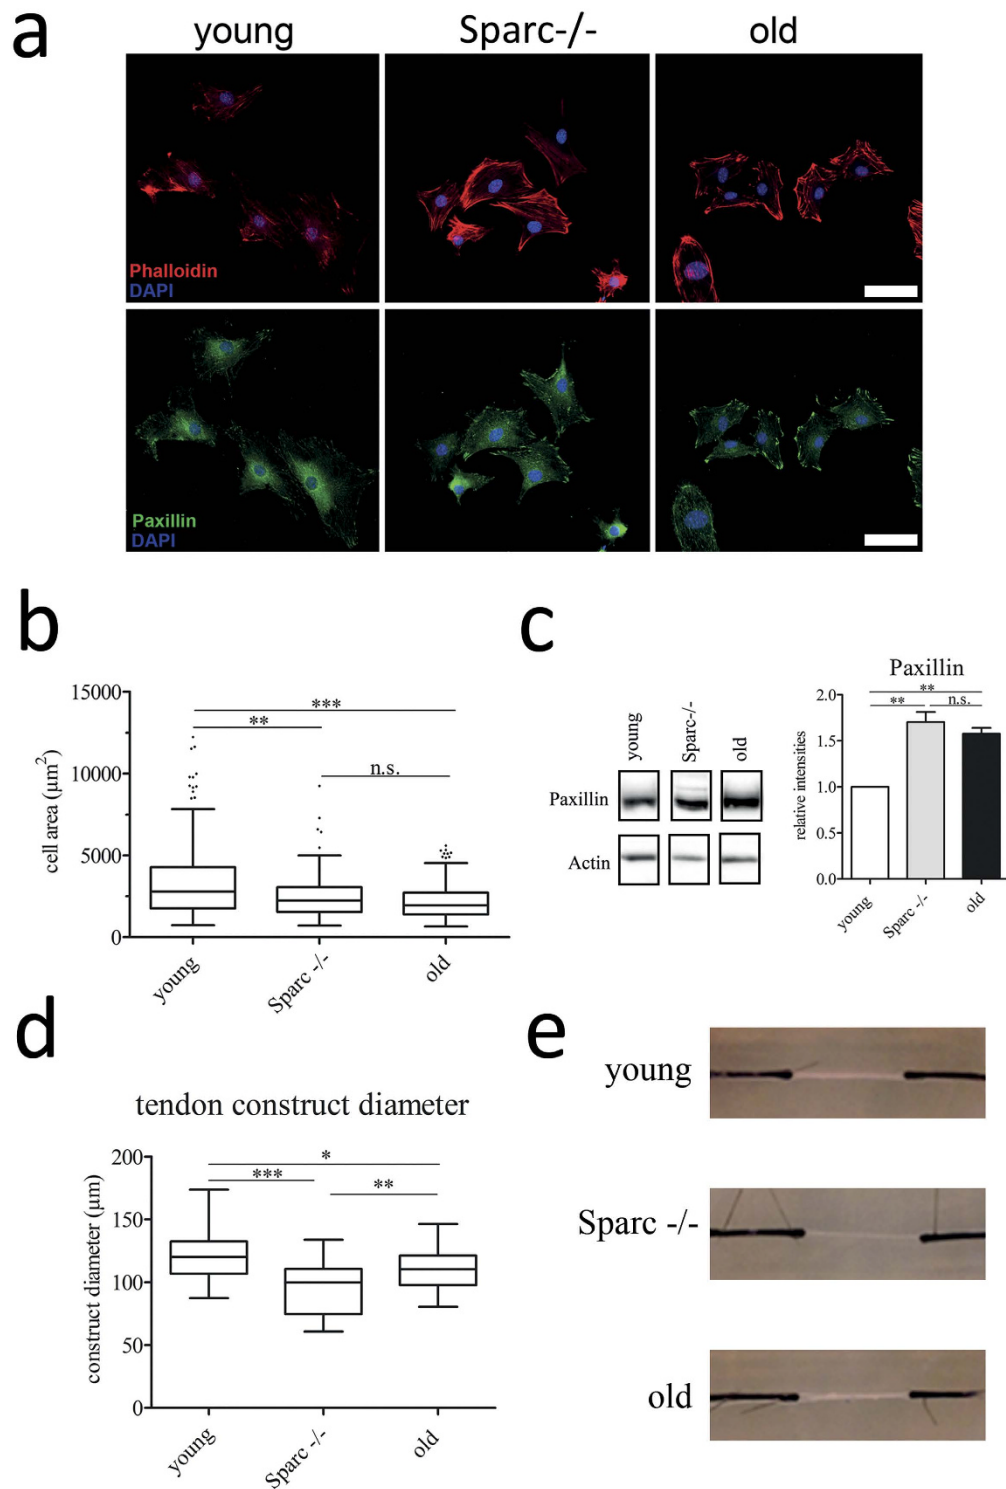 a
young Sparc-/- old
Phalloidin
DAPI
Paxillin
DAPI
b
15000
10000
5000
0
cell area (µm²)
***
**
n.s.
young Sparc -/- old
c
young Sparc-/- old
Paxillin
Actin
Paxillin
2.0
1.5
1.0
0.5
0.0
relative intensities
**
** n.s.
young Sparc -/- old
d
tendon construct diameter
200
150
100
50
0
construct diameter (µm)
*
*** **
young Sparc -/- old
e
young
Sparc -/-
old